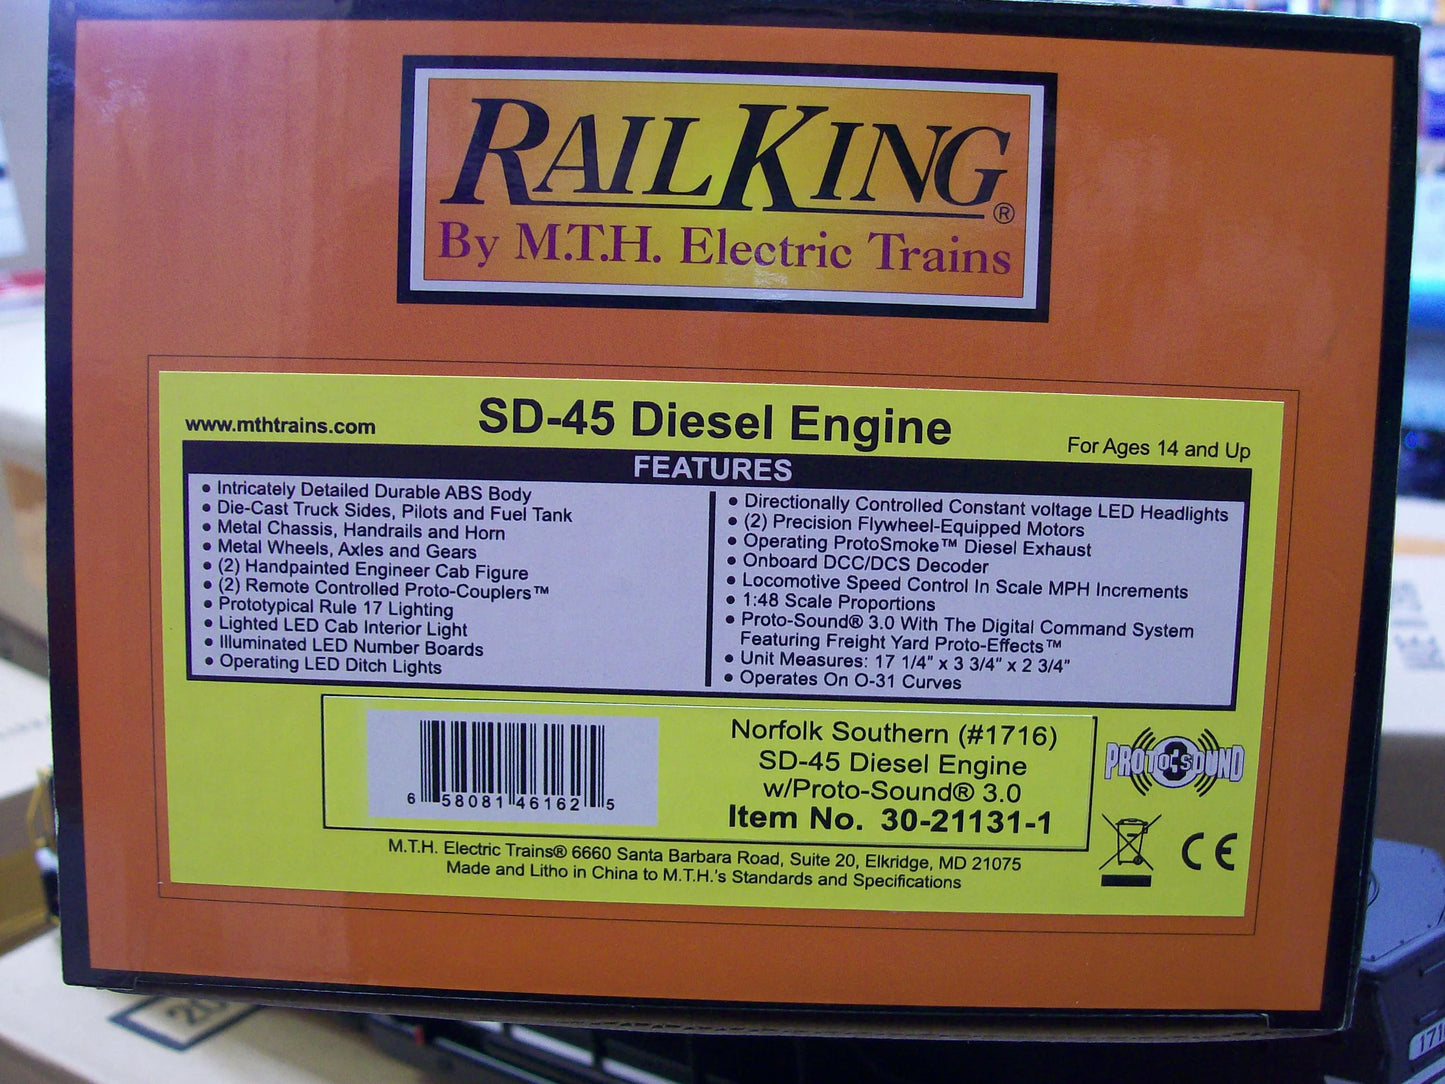 RAILKING®
By M.T.H. Electric Trains
www.mthtrains.com
SD-45 Diesel Engine
For Ages 14 and Up
FEATURES
• Intricately Detailed Durable ABS Body
• Die-Cast Truck Sides, Pilots and Fuel Tank
• Metal Chassis, Handrails and Horn
• Metal Wheels, Axles and Gears
• (2) Handpainted Engineer Cab Figure
• (2) Remote Controlled Proto-Couplers™
• Prototypical Rule 17 Lighting
• Lighted LED Cab Interior Light
• Illuminated LED Number Boards
• Operating LED Ditch Lights
• Directionally Controlled Constant voltage LED Headlights
• (2) Precision Flywheel-Equipped Motors
• Operating ProtoSmoke™ Diesel Exhaust
• Onboard DCC/DCS Decoder
• Locomotive Speed Control In Scale MPH Increments
• 1:48 Scale Proportions
• Proto-Sound® 3.0 With The Digital Command System
Featuring Freight Yard Proto-Effects™
• Unit Measures: 17 1/4" x 3 3/4" x 2 3/4"
• Operates On O-31 Curves
6 58081 46162 5
Norfolk Southern (#1716)
SD-45 Diesel Engine
w/Proto-Sound® 3.0
Item No. 30-21131-1
PROTO SOUND
CE
M.T.H. Electric Trains® 6660 Santa Barbara Road, Suite 20, Elkridge, MD 21075
Made and Litho in China to M.T.H.'s Standards and Specifications
171